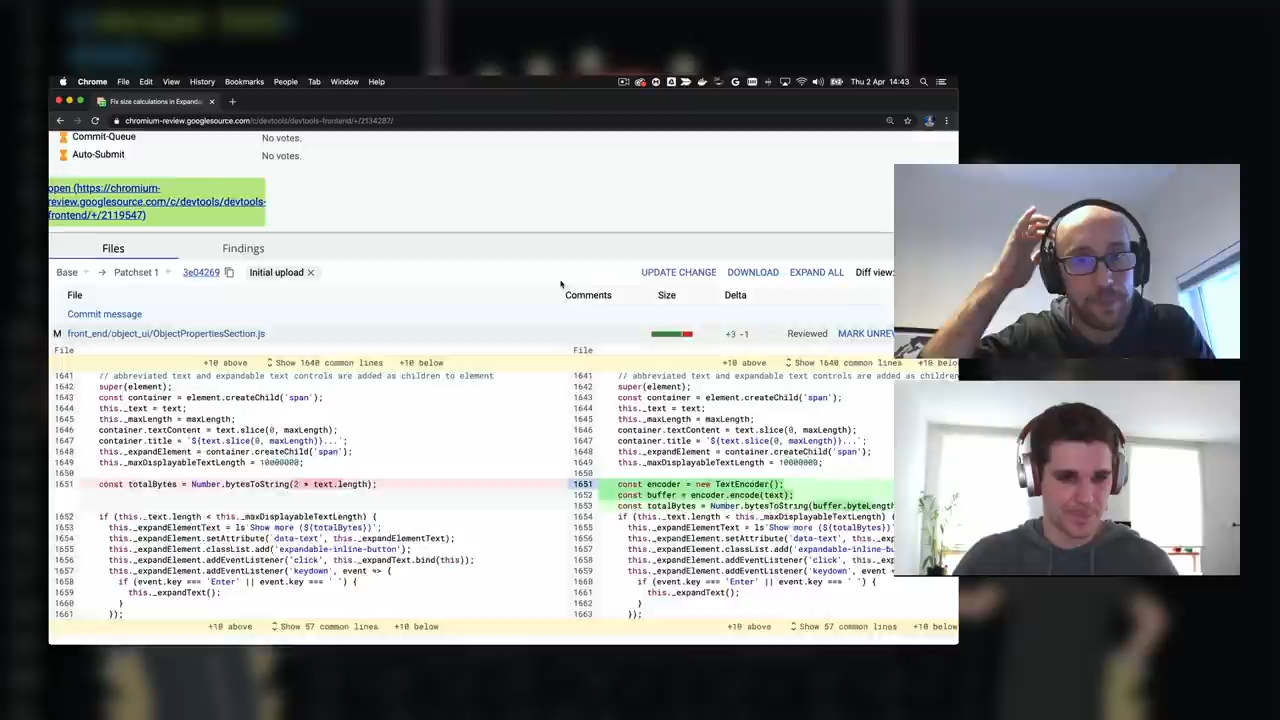 Chrome File Edit View History Bookmarks People Tab Window Help
Thu 2 Apr 14:43
Fix size calculations in Expanda
chromium-review.googlesource.com/c/devtools/devtools-frontend/+/2134287/
Commit-Queue No votes.
Auto-Submit No votes.
open (https://chromium-
review.googlesource.com/c/devtools/devtools-
frontend/+/2119547)
Files Findings
Base → Patchset 1 3e04269 Initial upload UPDATE CHANGE DOWNLOAD EXPAND ALL Diff view:
File Comments Size Delta
Commit message
M front_end/object_ui/ObjectPropertiesSection.js +3 -1 Reviewed MARK UNREV
File File
+10 above Show 1640 common lines +10 below +10 above Show 1640 common lines +10 belo
1641 // abbreviated text and expandable text controls are added as children to element 1641 // abbreviated text and expandable text controls are added as children
1642 super(element); 1642 super(element);
1643 const container = element.createChild('span'); 1643 const container = element.createChild('span');
1644 this._text = text; 1644 this._text = text;
1645 this._maxLength = maxLength; 1645 this._maxLength = maxLength;
1646 container.textContent = text.slice(0, maxLength); 1646 container.textContent = text.slice(0, maxLength);
1647 container.title = `${text.slice(0, maxLength)}...`; 1647 container.title = `${text.slice(0, maxLength)}...`;
1648 this._expandElement = container.createChild('span'); 1648 this._expandElement = container.createChild('span');
1649 this._maxDisplayableTextLength = 10000000; 1649 this._maxDisplayableTextLength = 10000000;
1650 1650
1651 const totalBytes = Number.bytesToString(2 * text.length); 1651 const encoder = new TextEncoder();
1652 const buffer = encoder.encode(text);
1653 const totalBytes = Number.bytesToString(buffer.byteLength
1652 if (this._text.length < this._maxDisplayableTextLength) { 1654 if (this._text.length < this._maxDisplayableTextLength) {
1653 this._expandElementText = ls`Show more (${totalBytes})`; 1655 this._expandElementText = ls`Show more (${totalBytes})`
1654 this._expandElement.setAttribute('data-text', this._expandElementText); 1656 this._expandElement.setAttribute('data-text', this._exp
1655 this._expandElement.classList.add('expandable-inline-button'); 1657 this._expandElement.classList.add('expandable-inline-bu
1656 this._expandElement.addEventListener('click', this._expandText.bind(this)); 1658 this._expandElement.addEventListener('click', this._exp
1657 this._expandElement.addEventListener('keydown', event => { 1659 this._expandElement.addEventListener('keydown', event
1658 if (event.key === 'Enter' || event.key === ' ') { 1660 if (event.key === 'Enter' || event.key === ' ') {
1659 this._expandText(); 1661 this._expandText();
1660 } 1662 }
1661 }); 1663 });
+10 above Show 57 common lines +10 below +10 above Show 57 common lines +10 below